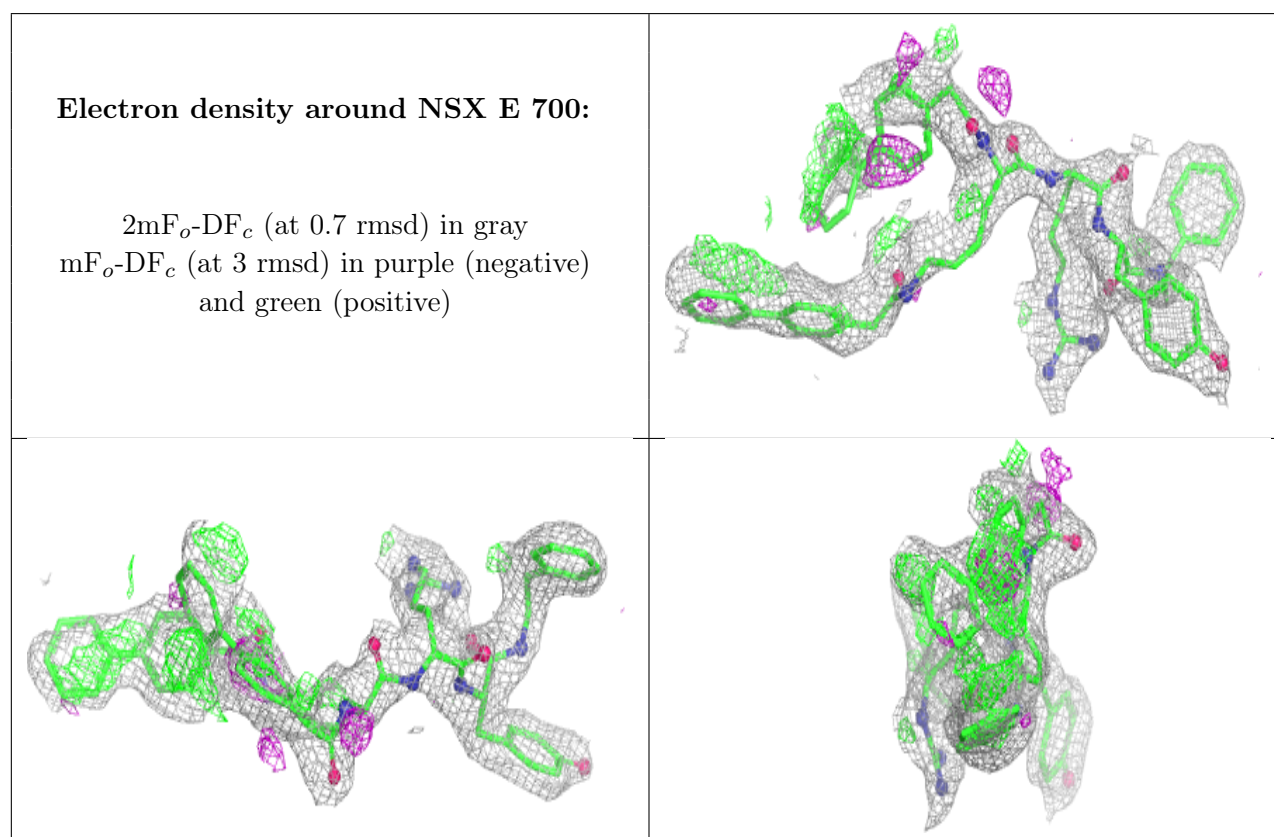 Electron density around NSX E 700:
2mFo-DFc (at 0.7 rmsd) in gray
mFo-DFc (at 3 rmsd) in purple (negative)
and green (positive)